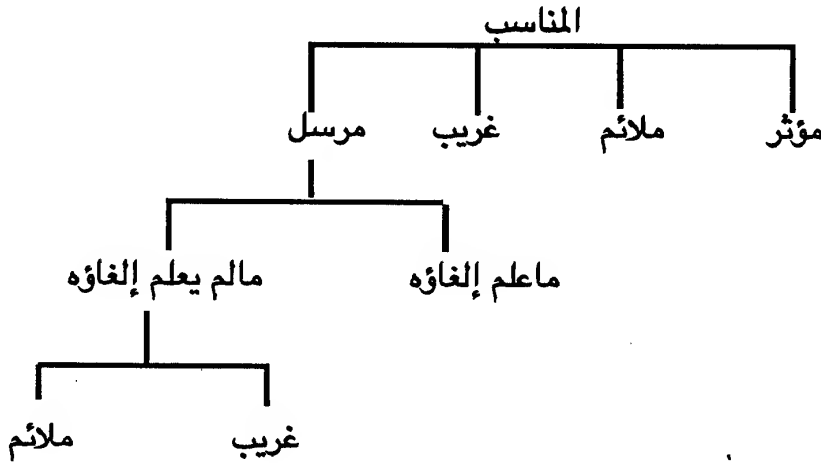 المناسب
مؤثر ملائم غريب مرسل
ماعلم إلغاؤه مالم يعلم إلغاؤه
غريب ملائم